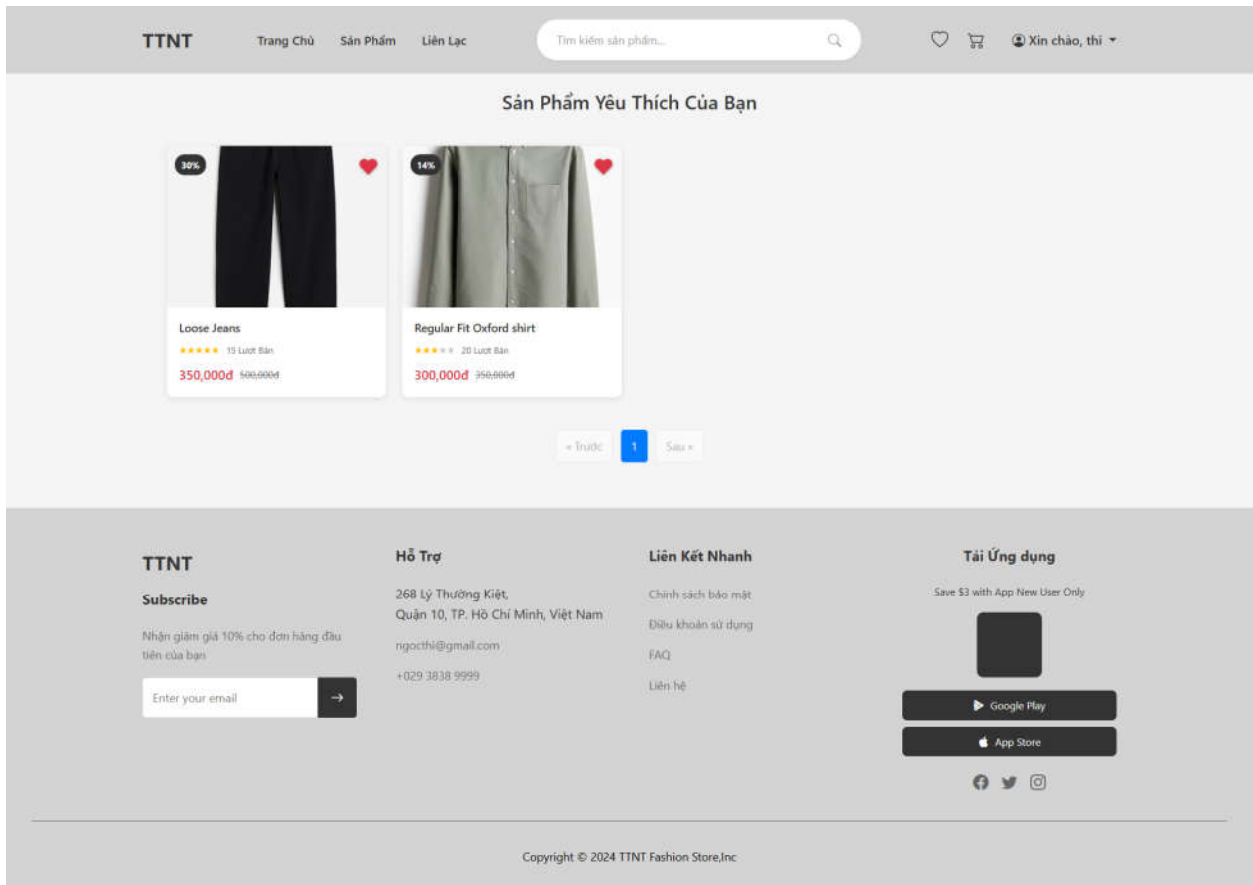 TTNT
Trang Chủ
Sản Phẩm
Liên Lạc
Tìm kiếm sản phẩm...
Xin chào, thi
Sản Phẩm Yêu Thích Của Bạn
30%
14%
Loose Jeans
15 Lượt Bán
350,000đ 500,000đ
Regular Fit Oxford shirt
20 Lượt Bán
300,000đ 350,000đ
« Trước
1
Sau »
TTNT
Subscribe
Nhận giảm giá 10% cho đơn hàng đầu
tiên của bạn
Enter your email
Hỗ Trợ
268 Lý Thường Kiệt,
Quận 10, TP. Hồ Chí Minh, Việt Nam
ngocthi@gmail.com
+029 3838 9999
Liên Kết Nhanh
Chính sách bảo mật
Điều khoản sử dụng
FAQ
Liên hệ
Tải Ứng dụng
Save $3 with App New User Only
Google Play
App Store
Copyright © 2024 TTNT Fashion Store,Inc